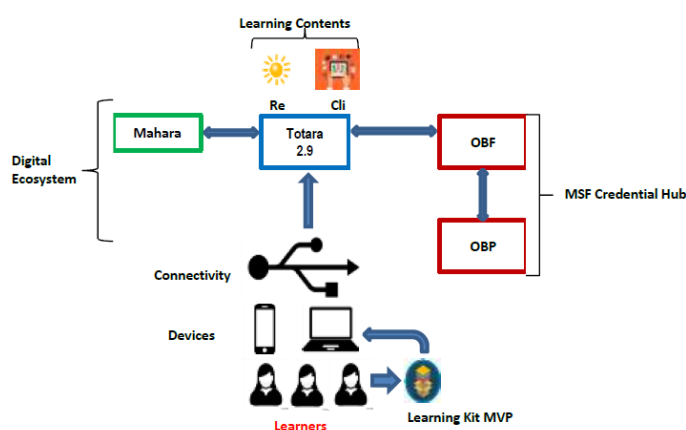 Learning Contents
Re Cli
Mahara
Totara
2.9
OBF
Digital
Ecosystem
MSF Credential Hub
OBP
Connectivity
Devices
Learning Kit MVP
Learners